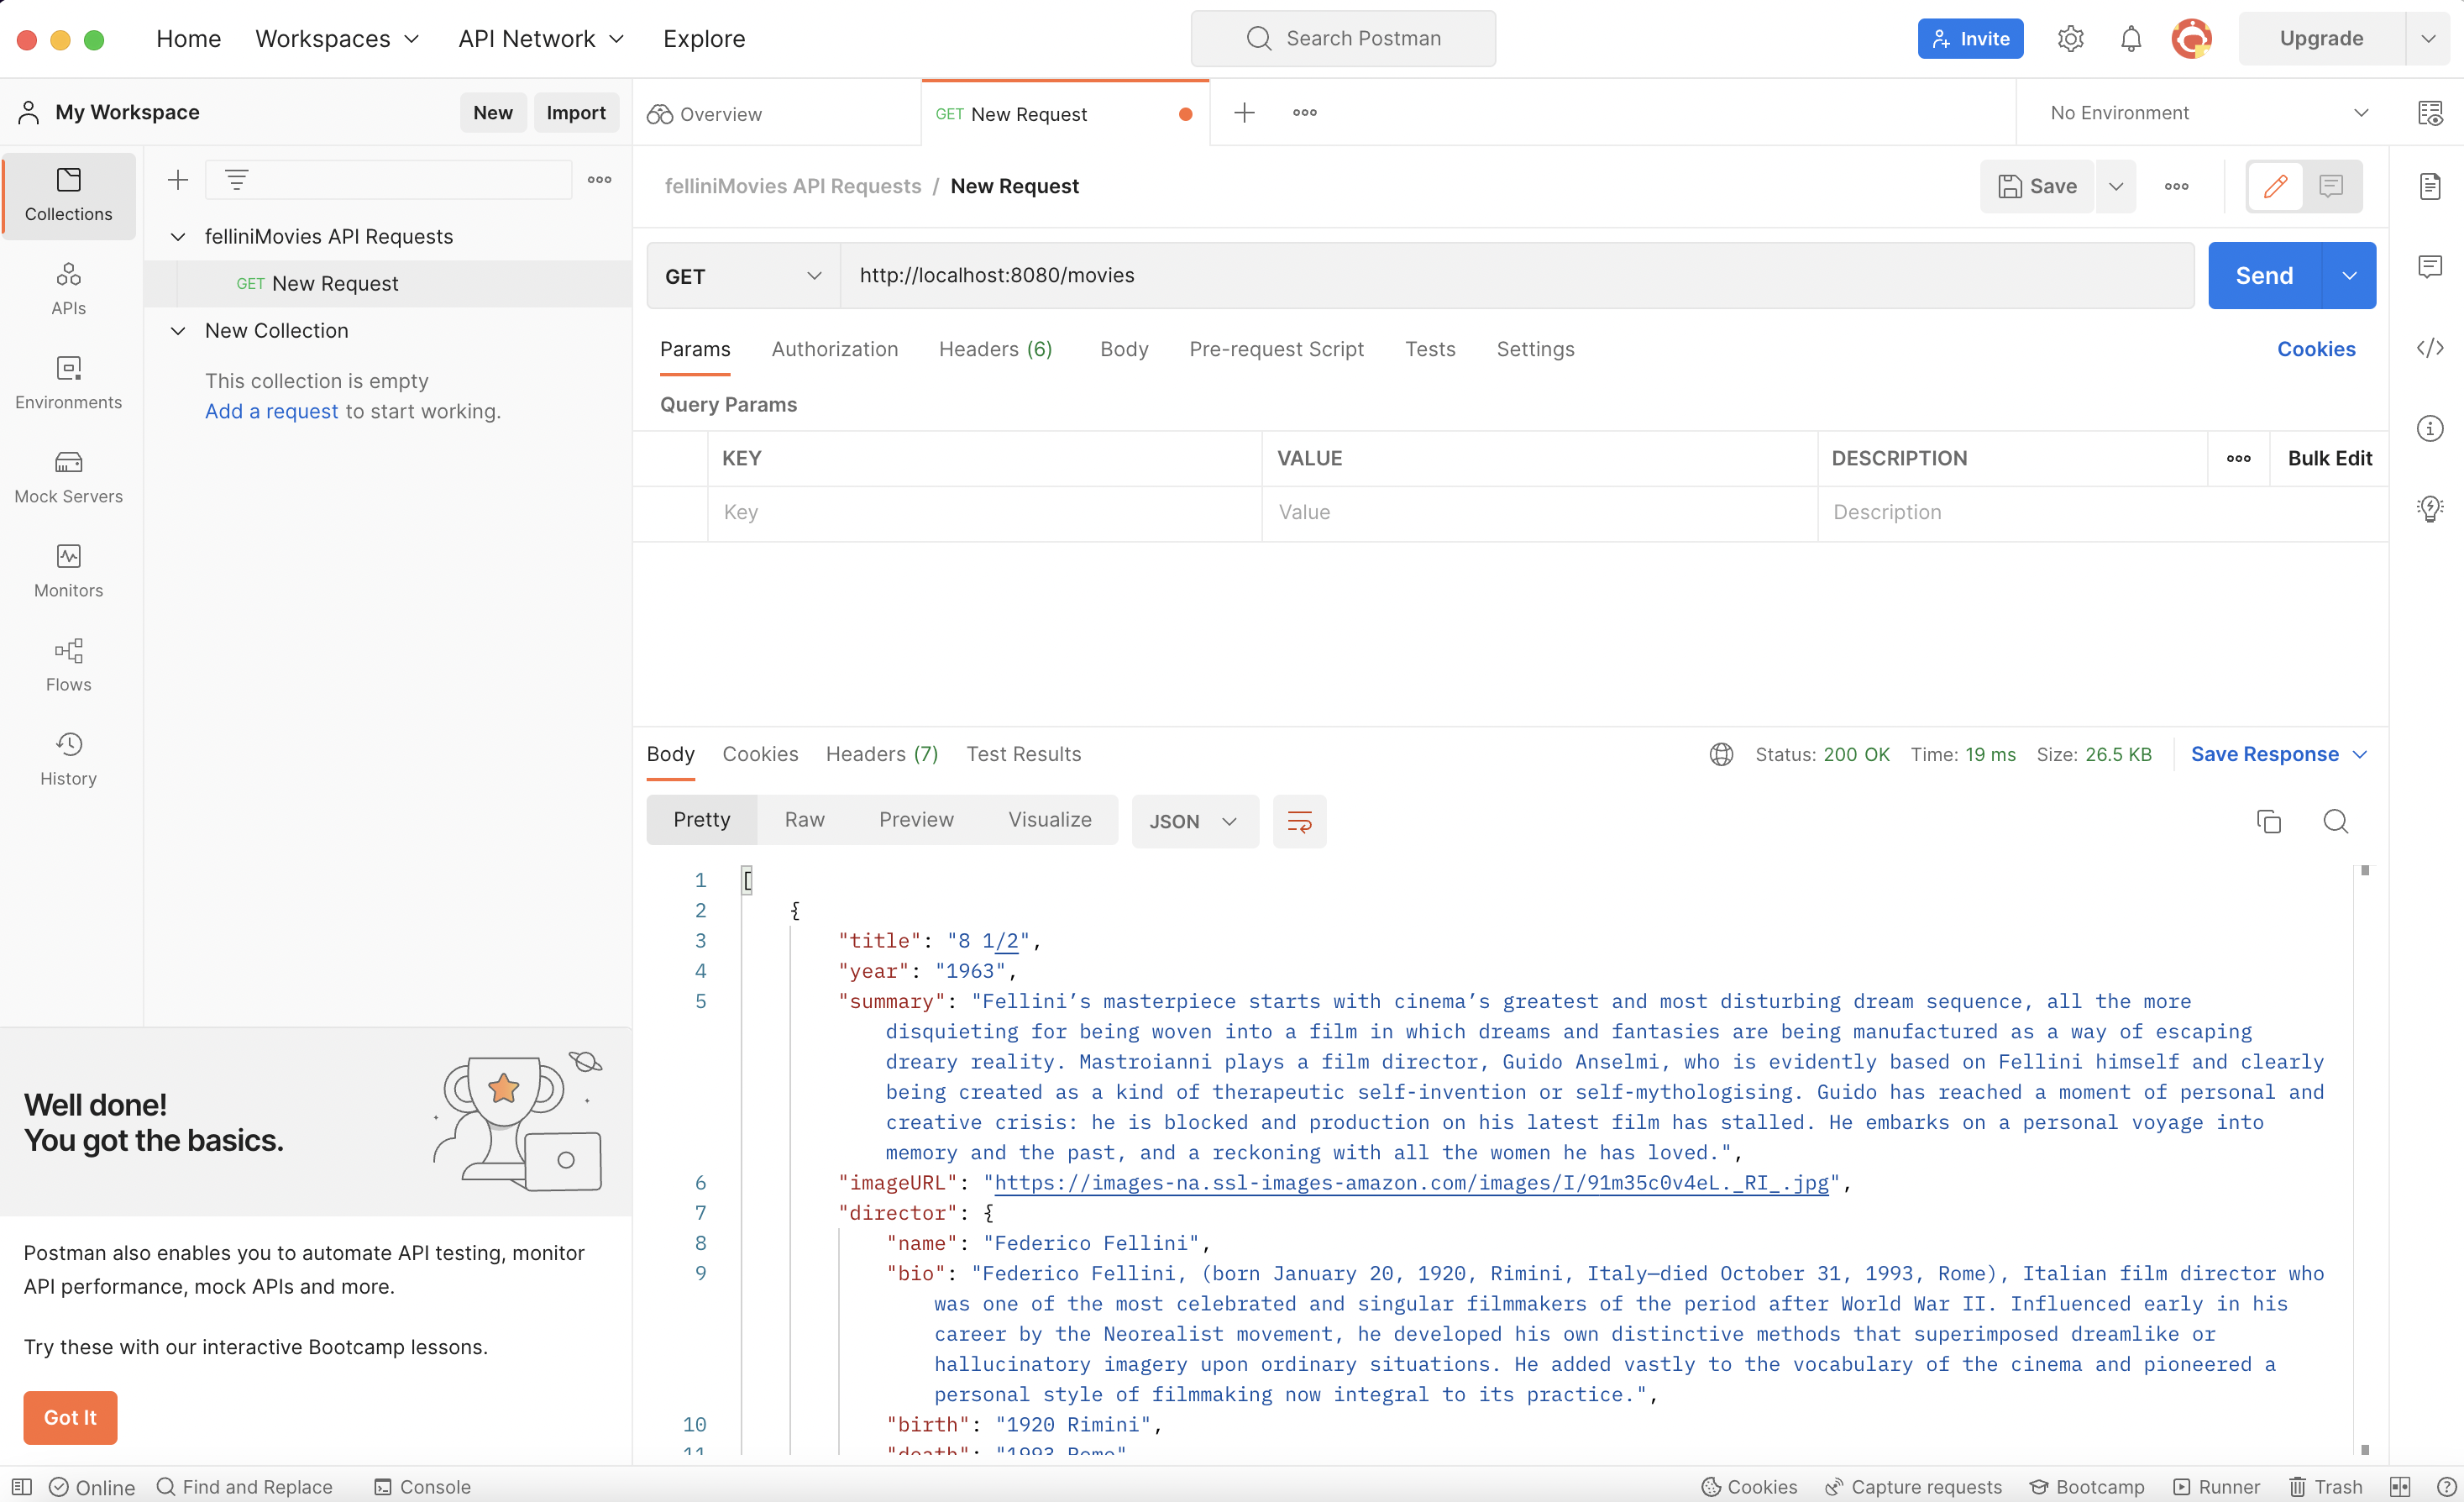 Home
Workspaces
API Network
Explore
Search Postman
Invite
Upgrade
My Workspace
New
Import
Overview
GET New Request
No Environment
Collections
APIs
Environments
Mock Servers
Monitors
Flows
History
felliniMovies API Requests
GET New Request
New Collection
This collection is empty
Add a request to start working.
felliniMovies API Requests / New Request
Save
GET
http://localhost:8080/movies
Send
Params
Authorization
Headers (6)
Body
Pre-request Script
Tests
Settings
Cookies
Query Params
KEY
VALUE
DESCRIPTION
Bulk Edit
Key
Value
Description
Body
Cookies
Headers (7)
Test Results
Status: 200 OK
Time: 19 ms
Size: 26.5 KB
Save Response
Pretty
Raw
Preview
Visualize
JSON
1 [
2 {
3 "title": "8 1/2",
4 "year": "1963",
5 "summary": "Fellini’s masterpiece starts with cinema’s greatest and most disturbing dream sequence, all the more
disquieting for being woven into a film in which dreams and fantasies are being manufactured as a way of escaping
dreary reality. Mastroianni plays a film director, Guido Anselmi, who is evidently based on Fellini himself and clearly
being created as a kind of therapeutic self-invention or self-mythologising. Guido has reached a moment of personal and
creative crisis: he is blocked and production on his latest film has stalled. He embarks on a personal voyage into
memory and the past, and a reckoning with all the women he has loved.",
6 "imageURL": "https://images-na.ssl-images-amazon.com/images/I/91m35c0v4eL._RI_.jpg",
7 "director": {
8 "name": "Federico Fellini",
9 "bio": "Federico Fellini, (born January 20, 1920, Rimini, Italy—died October 31, 1993, Rome), Italian film director who
was one of the most celebrated and singular filmmakers of the period after World War II. Influenced early in his
career by the Neorealist movement, he developed his own distinctive methods that superimposed dreamlike or
hallucinatory imagery upon ordinary situations. He added vastly to the vocabulary of the cinema and pioneered a
personal style of filmmaking now integral to its practice.",
10 "birth": "1920 Rimini",
11 "death": "1993 Rome"
Well done!
You got the basics.
Postman also enables you to automate API testing, monitor
API performance, mock APIs and more.
Try these with our interactive Bootcamp lessons.
Got It
Online
Find and Replace
Console
Cookies
Capture requests
Bootcamp
Runner
Trash